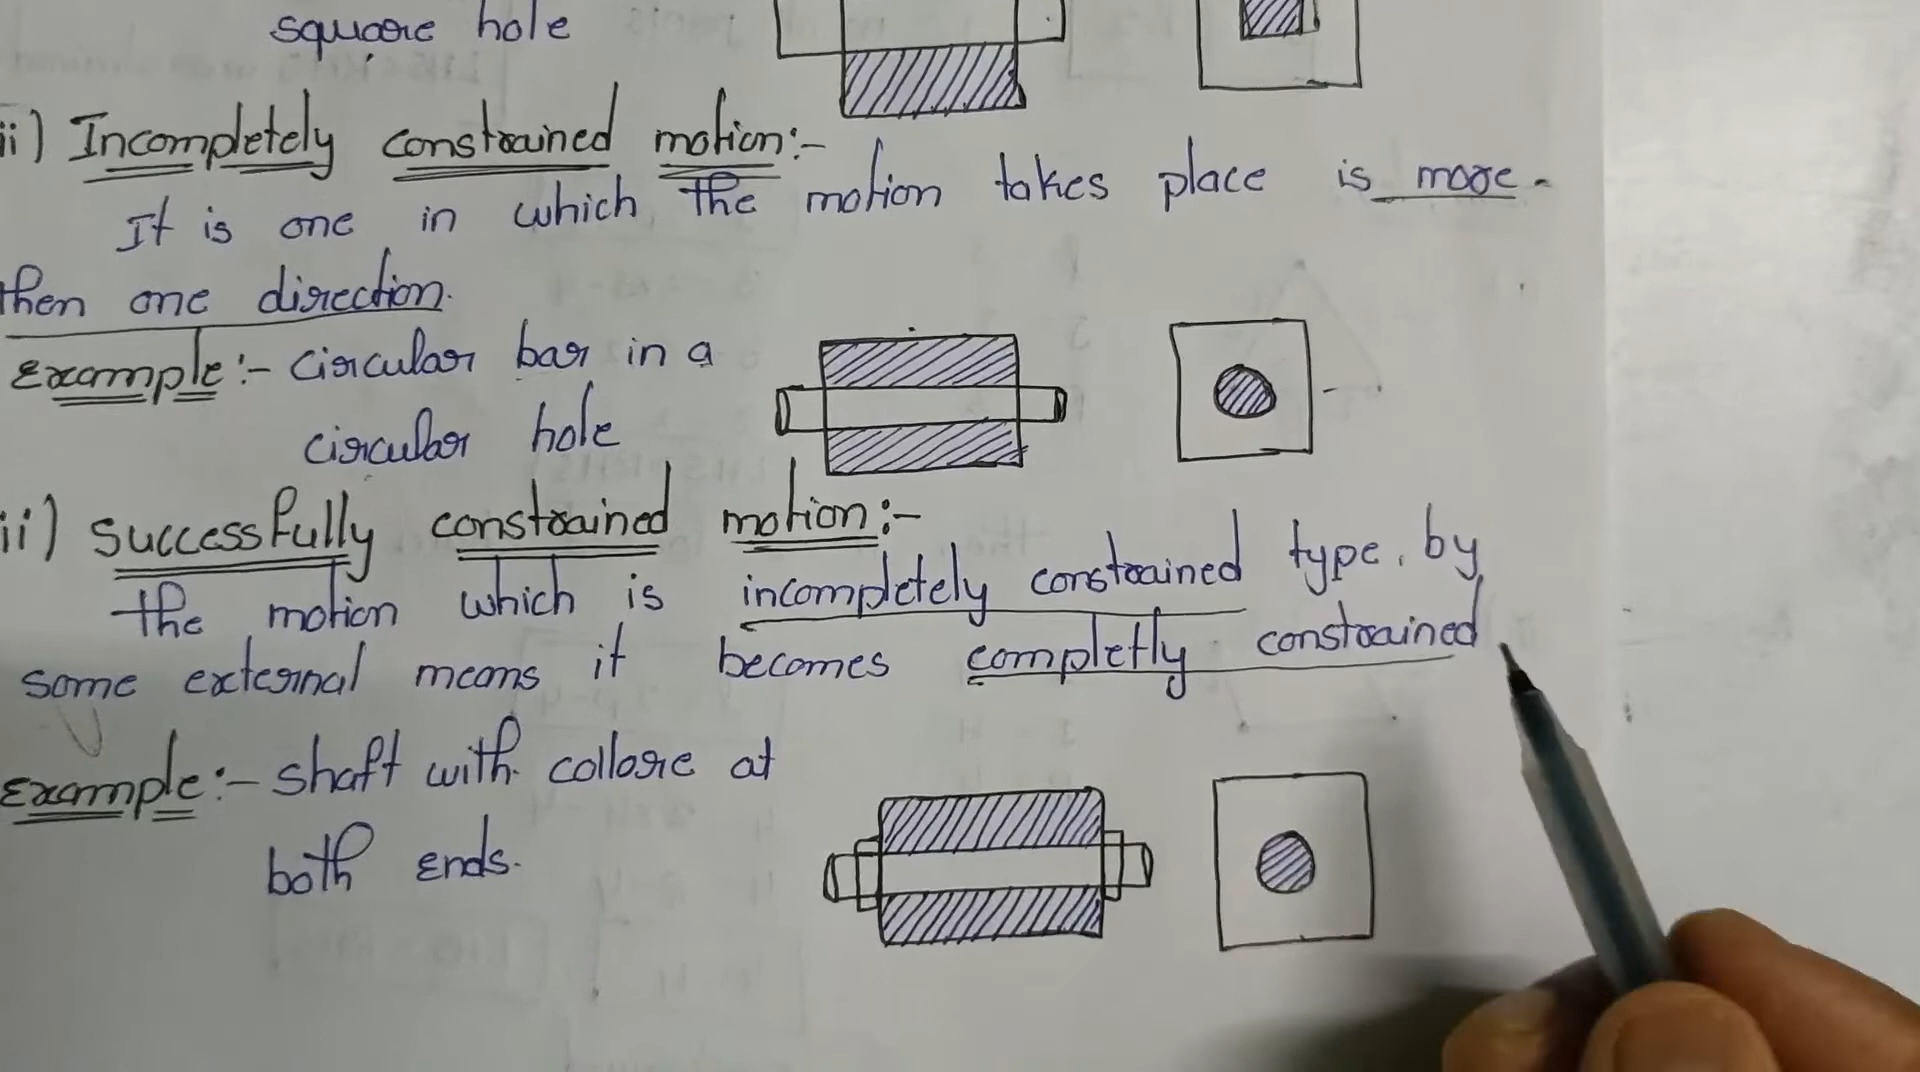 square hole
ii) Incompletely constrained motion:-
It is one in which the motion takes place is more
then one direction.
Example:- circular bar in a
circular hole
ii) Successfully constrained motion:-
the motion which is incompletely constrained type. by
some external means it becomes completly constrained
Example:- shaft with collore at
both ends.